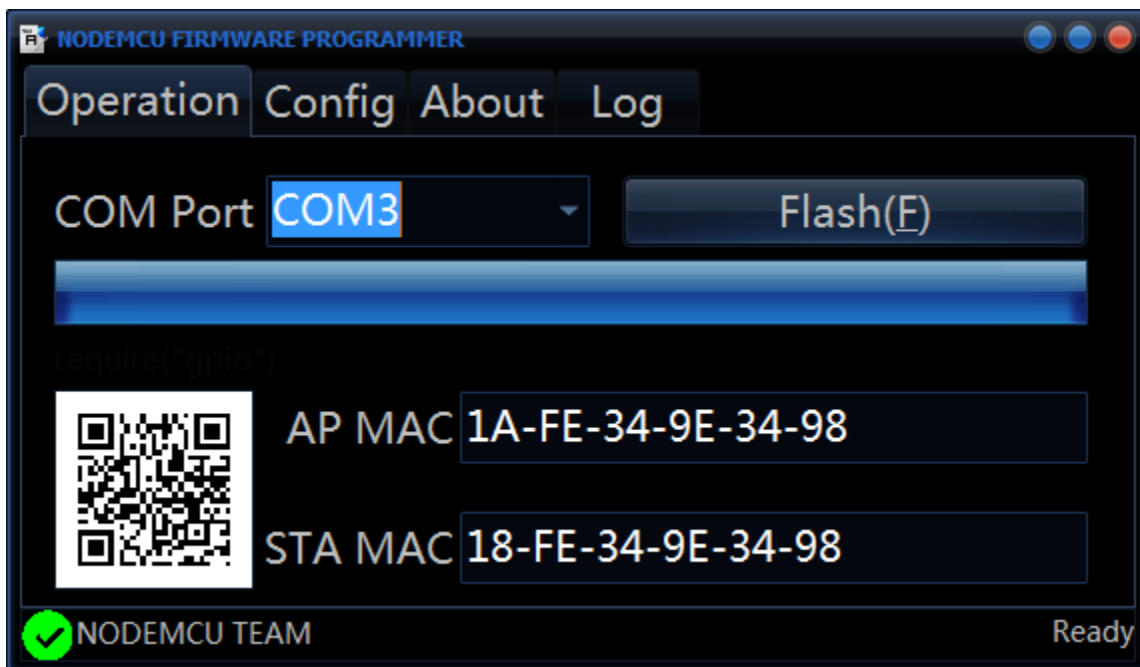 NODEMCU FIRMWARE PROGRAMMER
Operation Config About Log
COM Port COM3 Flash(F)
require("gpio")
AP MAC 1A-FE-34-9E-34-98
STA MAC 18-FE-34-9E-34-98
NODEMCU TEAM Ready